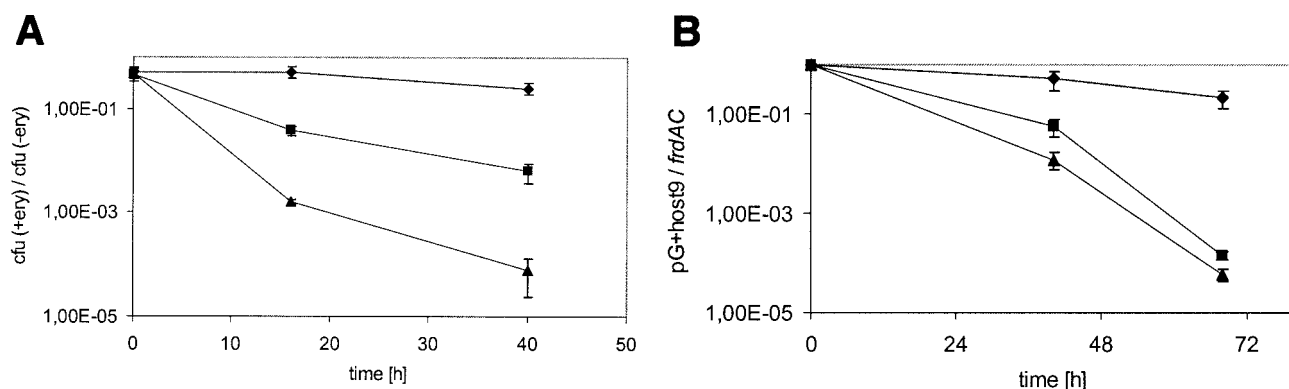 A
cfu (+ery) / cfu (-ery)
1,00E-01
1,00E-03
1,00E-05
0
10
20
30
40
50
time [h]
B
pG+host9 / frdAC
1,00E-01
1,00E-03
1,00E-05
0
24
48
72
time [h]